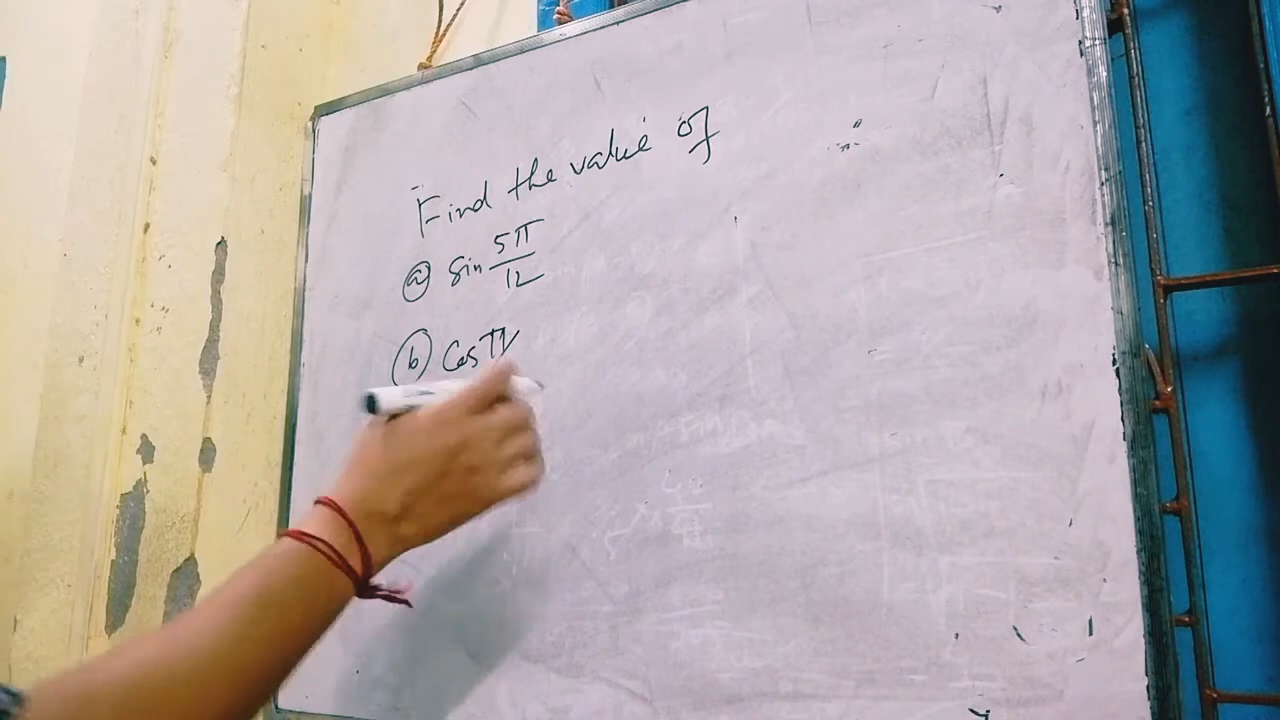 Find the value of
(a) sin 5π/12
(b) Cos π